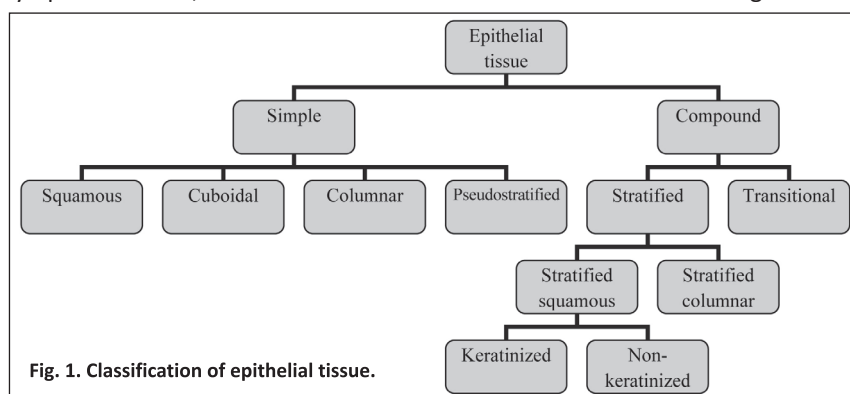 Epithelial
tissue
Simple
Compound
Squamous
Cuboidal
Columnar
Pseudostratified
Stratified
Transitional
Stratified
squamous
Stratified
columnar
Keratinized
Non-
keratinized
Fig. 1. Classification of epithelial tissue.